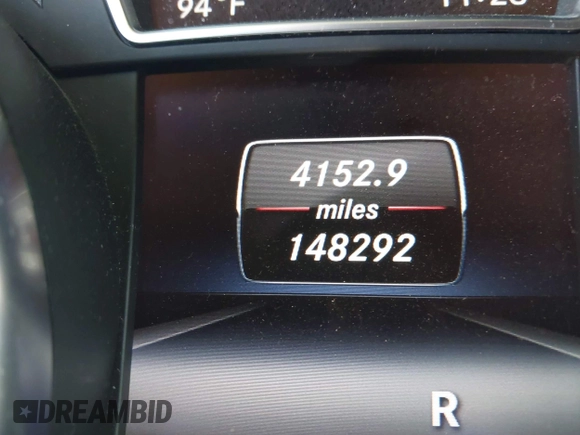 94°F
4152.9
miles
148292
R
DREAMBID